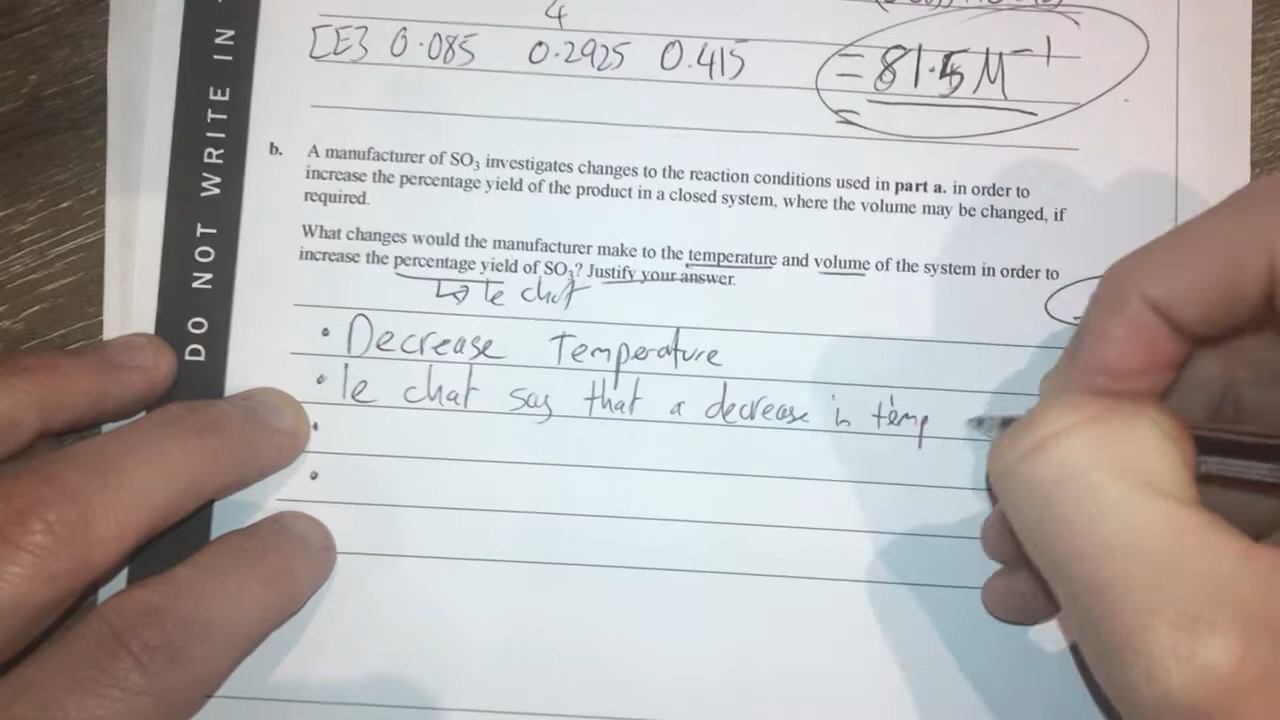 4
[E] 0.085 0.2925 0.415
= 81.5 M⁻¹
DO NOT WRITE IN
b. A manufacturer of SO₃ investigates changes to the reaction conditions used in part a. in order to
increase the percentage yield of the product in a closed system, where the volume may be changed, if
required.
What changes would the manufacturer make to the temperature and volume of the system in order to
increase the percentage yield of SO₃? Justify your answer.
↳ le chat
• Decrease Temperature
• le chat say that a decrease in temp
•
•